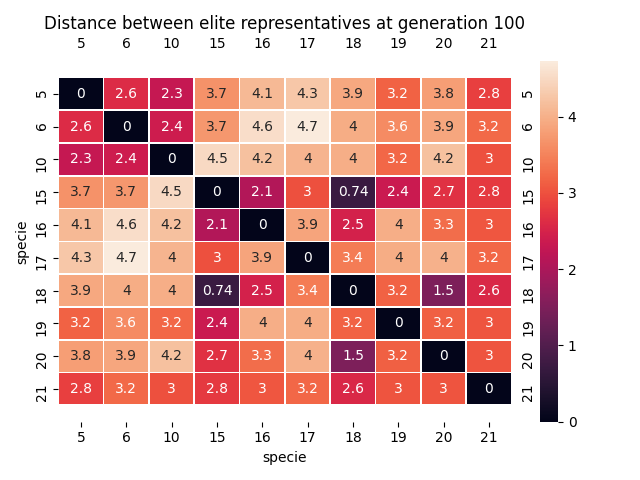 Distance between elite representatives at generation 100
5 6 10 15 16 17 18 19 20 21
5 0 2.6 2.3 3.7 4.1 4.3 3.9 3.2 3.8 2.8 5
6 2.6 0 2.4 3.7 4.6 4.7 4 3.6 3.9 3.2 6
10 2.3 2.4 0 4.5 4.2 4 4 3.2 4.2 3 10
15 3.7 3.7 4.5 0 2.1 3 0.74 2.4 2.7 2.8 15
16 4.1 4.6 4.2 2.1 0 3.9 2.5 4 3.3 3 16
17 4.3 4.7 4 3 3.9 0 3.4 4 4 3.2 17
18 3.9 4 4 0.74 2.5 3.4 0 3.2 1.5 2.6 18
19 3.2 3.6 3.2 2.4 4 4 3.2 0 3.2 3 19
20 3.8 3.9 4.2 2.7 3.3 4 1.5 3.2 0 3 20
21 2.8 3.2 3 2.8 3 3.2 2.6 3 3 0 21
5 6 10 15 16 17 18 19 20 21
specie
specie
4
3
2
1
0